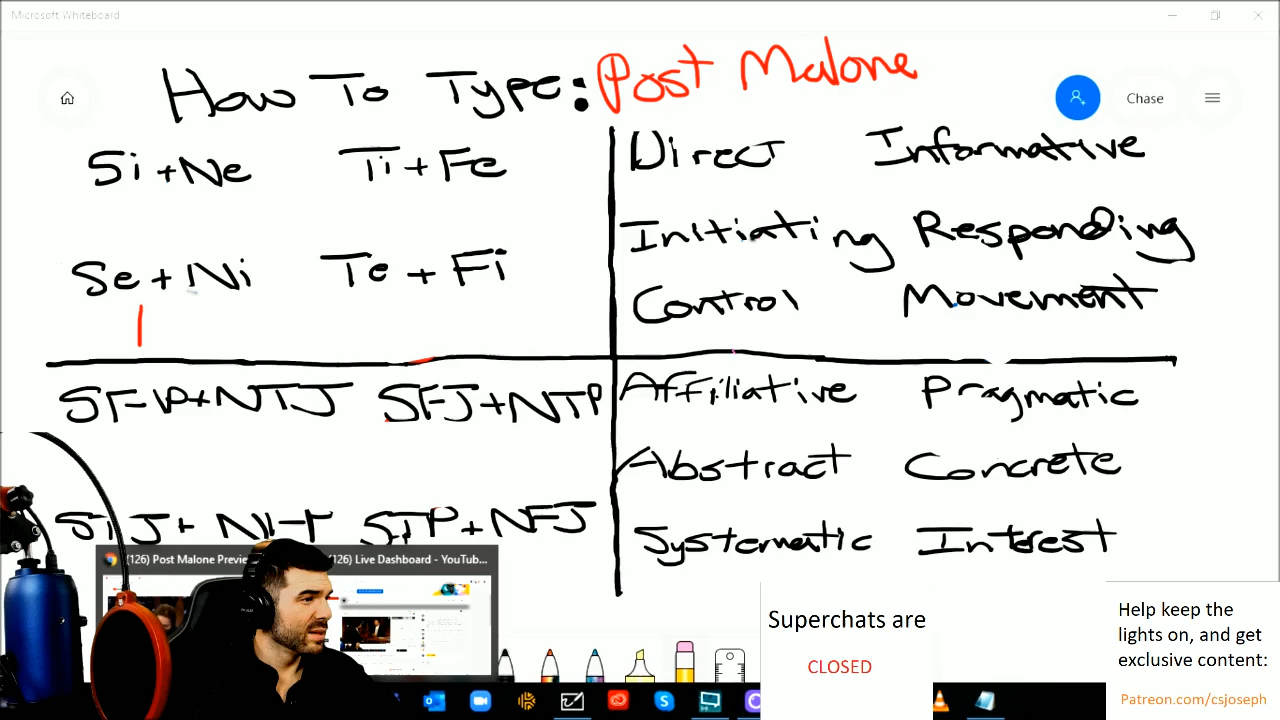 Microsoft Whiteboard
How To Type: Post Malone
Chase
Si + Ne Ti + Fe
Se + Ni Te + Fi
Direct Informative
Initiating Responding
Control Movement
SFP + NTJ SFJ + NTP
STJ + NFP STP + NFJ
Affiliative Pragmatic
Abstract Concrete
Systematic Interest
(126) Post Malone Preview (126) Live Dashboard - YouTu...
Superchats are
CLOSED
Help keep the
lights on, and get
exclusive content:
Patreon.com/csjoseph